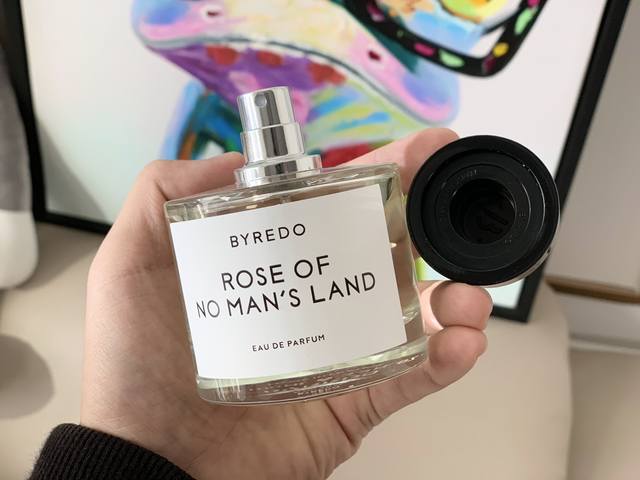 BYREDO
ROSE OF
NO MAN'S LAND
EAU DE PARFUM